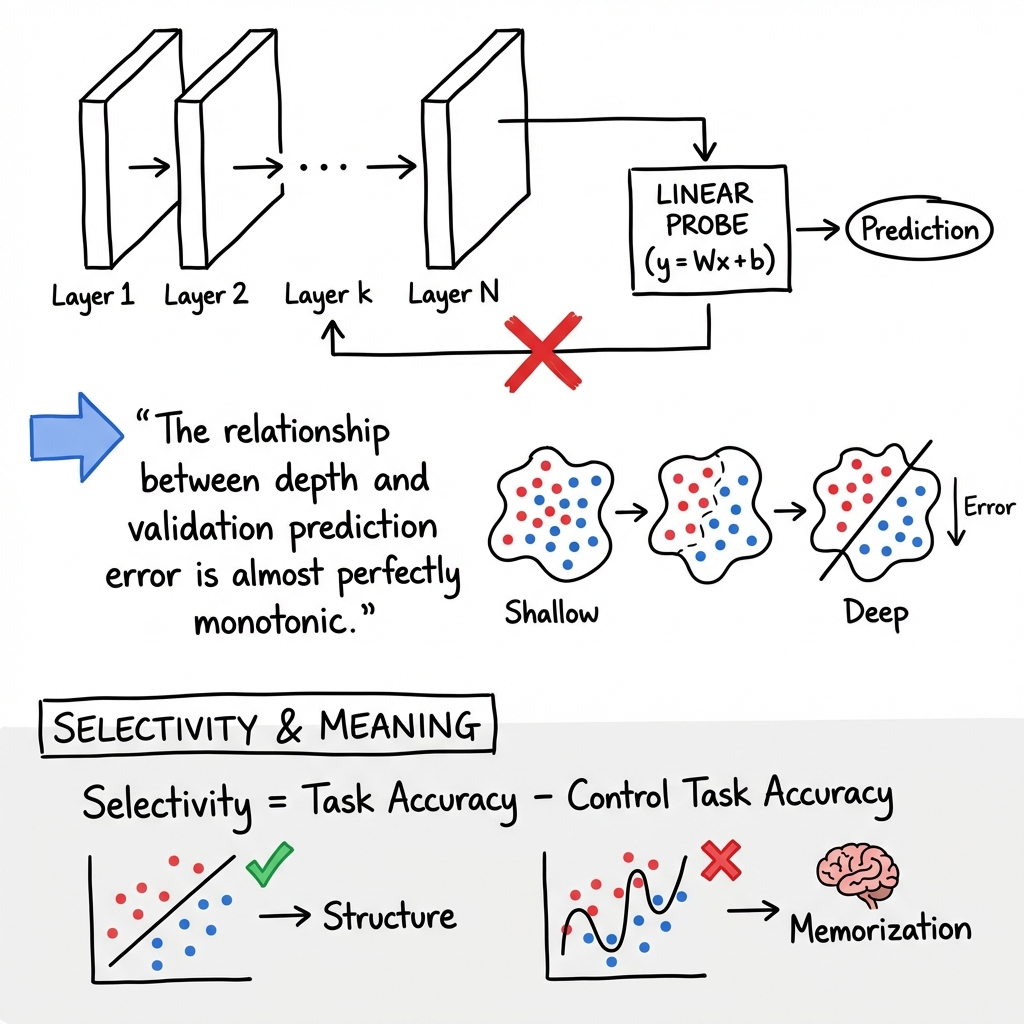 Layer 1
Layer 2
Layer k
Layer N
LINEAR
PROBE
(y = Wx + b)
Prediction
“The relationship
between depth and
validation prediction
error is almost perfectly
monotonic.”
Shallow
Deep
Error
SELECTIVITY & MEANING
Selectivity = Task Accuracy – Control Task Accuracy
Structure
Memorization